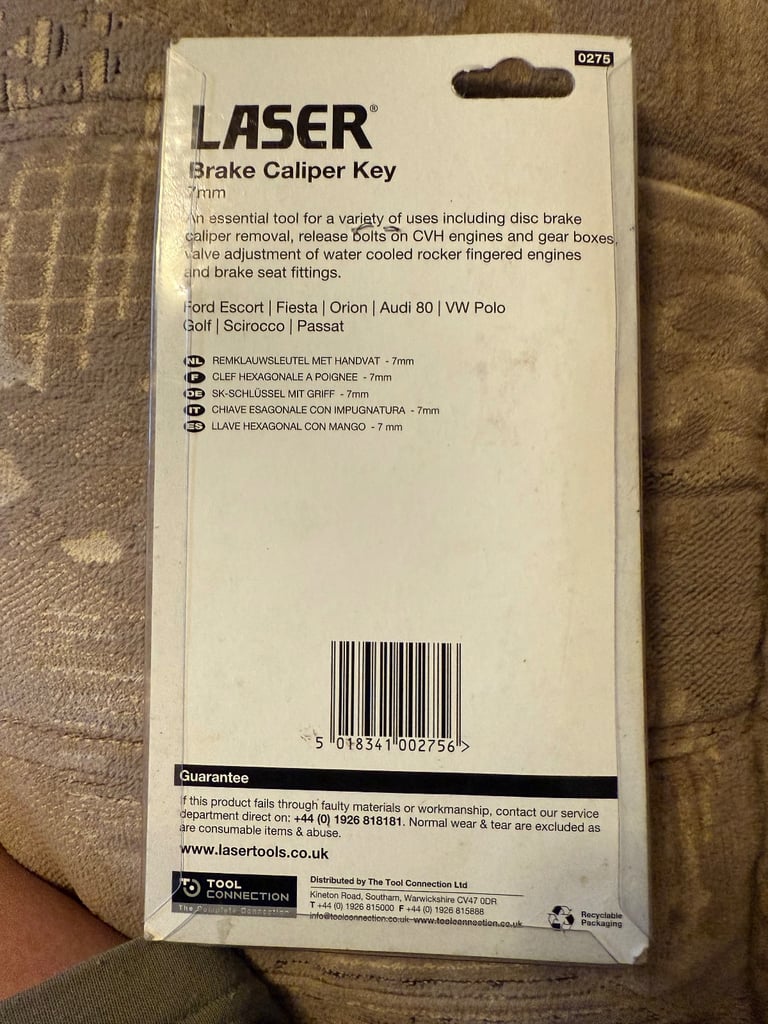 0275
LASER®
Brake Caliper Key
7mm
An essential tool for a variety of uses including disc brake
caliper removal, release bolts on CVH engines and gear boxes,
valve adjustment of water cooled rocker fingered engines
and brake seat fittings.
Ford Escort | Fiesta | Orion | Audi 80 | VW Polo
Golf | Scirocco | Passat
NL REMKLAUWSLEUTEL MET HANDVAT - 7mm
F CLEF HEXAGONALE A POIGNEE - 7mm
DE SK-SCHLÜSSEL MIT GRIFF - 7mm
IT CHIAVE ESAGONALE CON IMPUGNATURA - 7mm
ES LLAVE HEXAGONAL CON MANGO - 7 mm
5 018341 002756 >
Guarantee
If this product fails through faulty materials or workmanship, contact our service
department direct on: +44 (0) 1926 818181. Normal wear & tear are excluded as
are consumable items & abuse.
www.lasertools.co.uk
TOOL
CONNECTION
The Complete Connection
Distributed by The Tool Connection Ltd
Kineton Road, Southam, Warwickshire CV47 0DR
T +44 (0) 1926 815000 F +44 (0) 1926 815888
info@toolconnection.co.uk www.toolconnection.co.uk
Recyclable
Packaging